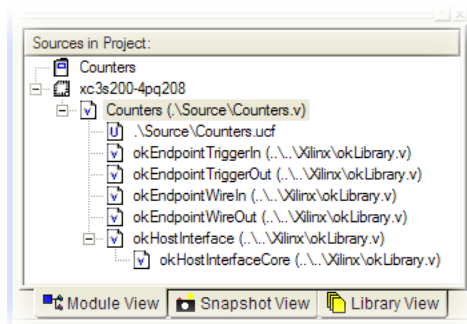 Sources in Project:
Counters
xc3s200-4pq208
Counters (.\Source\Counters.v)
.\Source\Counters.ucf
okEndpointTriggerIn (..\..\Xilinx\okLibrary.v)
okEndpointTriggerOut (..\..\Xilinx\okLibrary.v)
okEndpointWireIn (..\..\Xilinx\okLibrary.v)
okEndpointWireOut (..\..\Xilinx\okLibrary.v)
okHostInterface (..\..\Xilinx\okLibrary.v)
okHostInterfaceCore (..\..\Xilinx\okLibrary.v)
Module View Snapshot View Library View